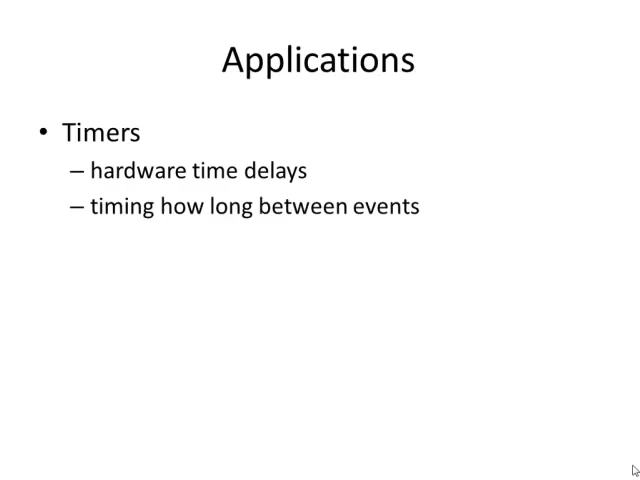 Applications
• Timers
– hardware time delays
– timing how long between events